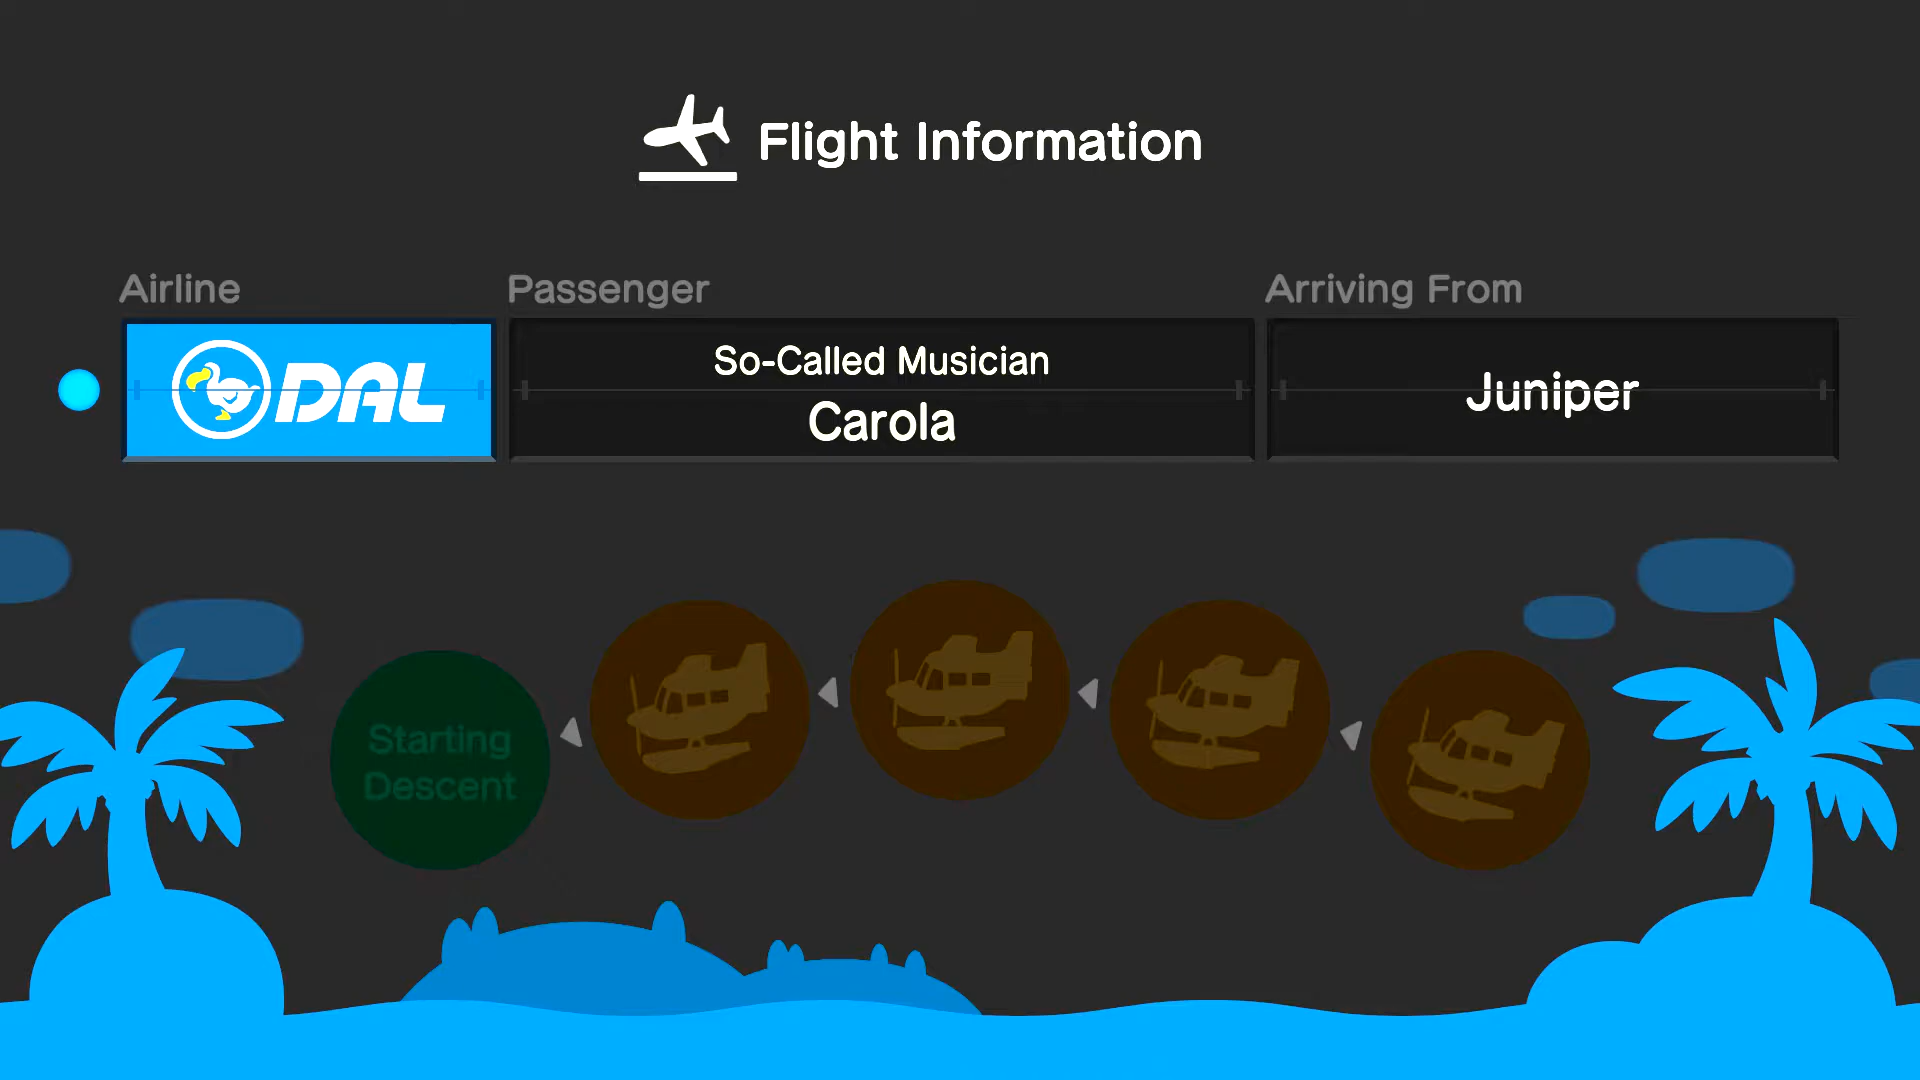 Flight Information
Airline
Passenger
Arriving From
DAL
So-Called Musician
Carola
Juniper
Starting
Descent